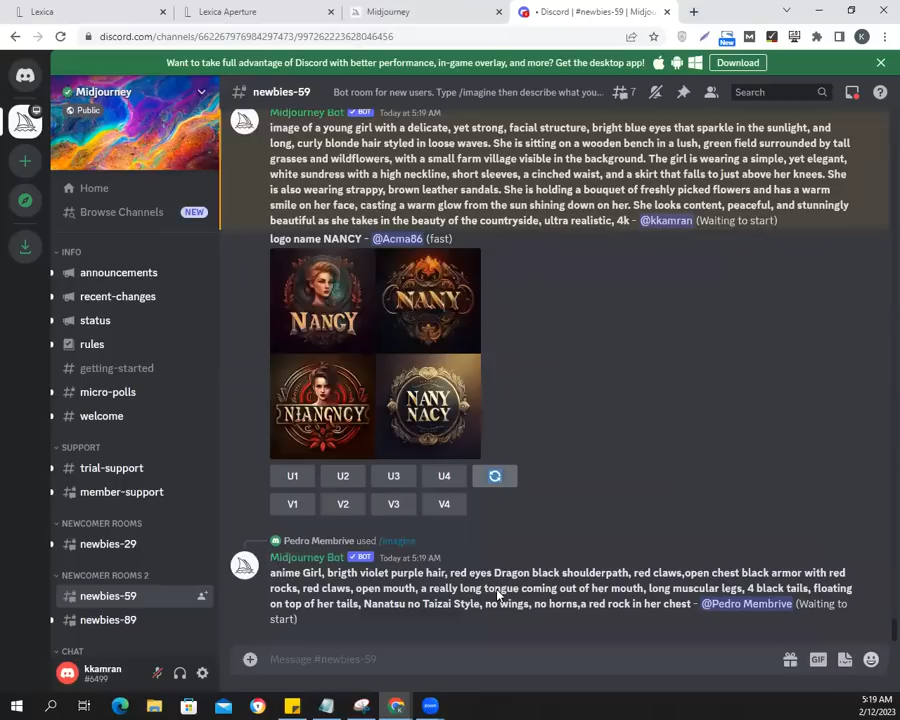 Lexica
Lexica Aperture
Midjourney
• Discord | #newbies-59 | Midjou
discord.com/channels/662267976984297473/997262223628046456
New
K
Want to take full advantage of Discord with better performance, in-game overlay, and more? Get the desktop app!
Download
Midjourney
Public
Home
Browse Channels
NEW
INFO
announcements
recent-changes
status
rules
getting-started
micro-polls
welcome
SUPPORT
trial-support
member-support
NEWCOMER ROOMS
newbies-29
NEWCOMER ROOMS 2
newbies-59
newbies-89
CHAT
kkamran
#6499
newbies-59
Bot room for new users. Type /imagine then describe what you...
7
Search
Midjourney Bot ✓ BOT Today at 5:19 AM
image of a young girl with a delicate, yet strong, facial structure, bright blue eyes that sparkle in the sunlight, and
long, curly blonde hair styled in loose waves. She is sitting on a wooden bench in a lush, green field surrounded by tall
grasses and wildflowers, with a small farm village visible in the background. The girl is wearing a simple, yet elegant,
white sundress with a high neckline, short sleeves, a cinched waist, and a skirt that falls to just above her knees. She
is also wearing strappy, brown leather sandals. She is holding a bouquet of freshly picked flowers and has a warm
smile on her face, casting a warm glow from the sun shining down on her. She looks content, peaceful, and stunningly
beautiful as she takes in the beauty of the countryside, ultra realistic, 4k - @kkamran (Waiting to start)
logo name NANCY - @Acma86 (fast)
NANGY
NANY
NIANGNCY
NANY
NACY
U1 U2 U3 U4
V1 V2 V3 V4
Pedro Membrive used /imagine
Midjourney Bot ✓ BOT Today at 5:19 AM
anime Girl, brigth violet purple hair, red eyes Dragon black shoulderpath, red claws,open chest black armor with red
rocks, red claws, open mouth, a really long tongue coming out of her mouth, long muscular legs, 4 black tails, floating
on top of her tails, Nanatsu no Taizai Style, no wings, no horns,a red rock in her chest - @Pedro Membrive (Waiting to
start)
Message #newbies-59
GIF
5:19 AM
2/12/2023